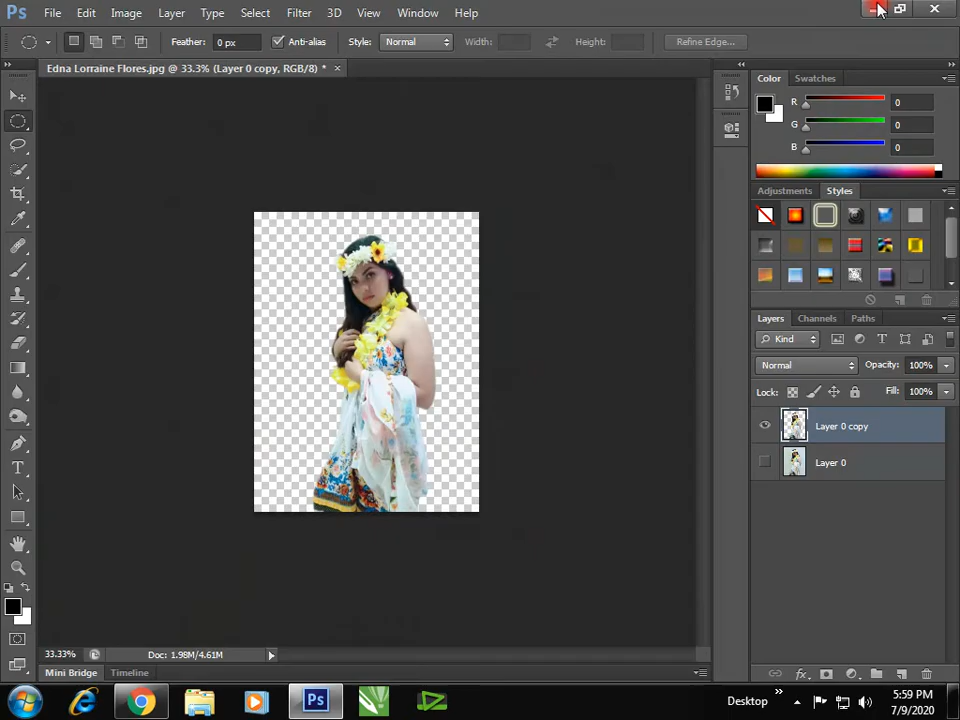 Ps File Edit Image Layer Type Select Filter 3D View Window Help
Feather: 0 px Anti-alias Style: Normal Width: Height: Refine Edge...
Edna Lorraine Flores.jpg @ 33.3% (Layer 0 copy, RGB/8) * ×
Color Swatches
R 0
G 0
B 0
Adjustments Styles
Layers Channels Paths
Kind
Normal Opacity: 100%
Lock: Fill: 100%
Layer 0 copy
Layer 0
33.33% Doc: 1.98M/4.61M
Mini Bridge Timeline
Ps Desktop » 5:59 PM
7/9/2020